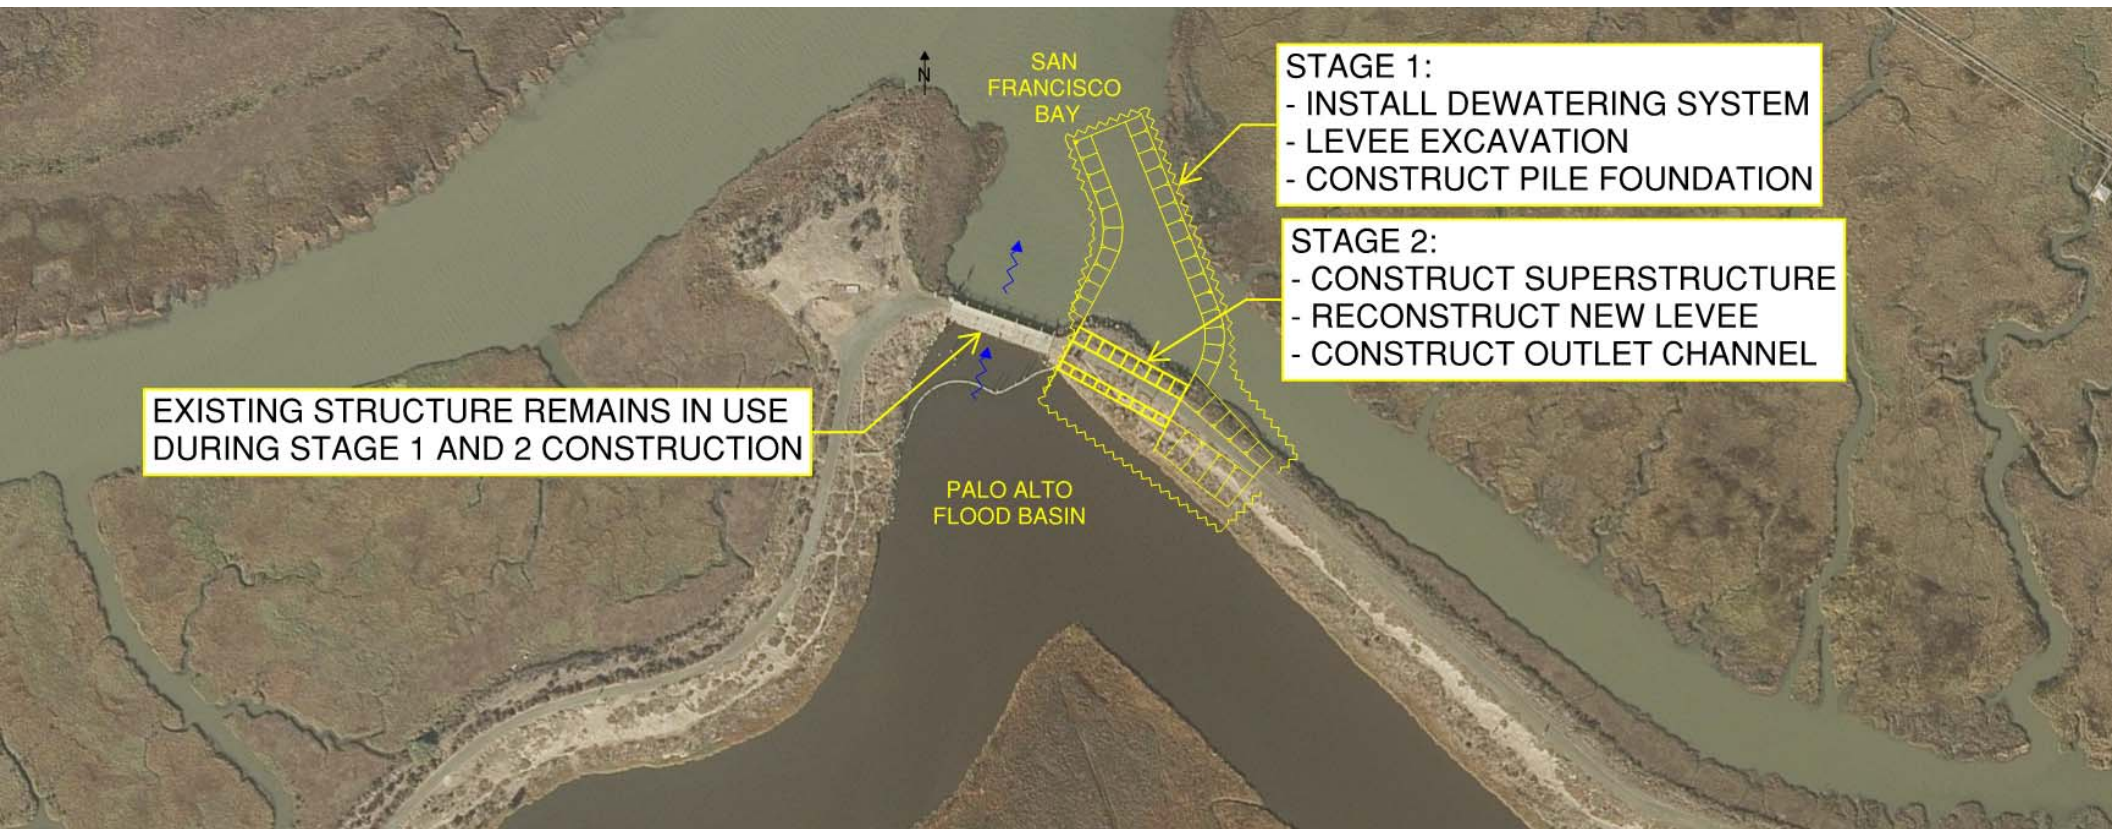 N
SAN
FRANCISCO
BAY
STAGE 1:
- INSTALL DEWATERING SYSTEM
- LEVEE EXCAVATION
- CONSTRUCT PILE FOUNDATION
STAGE 2:
- CONSTRUCT SUPERSTRUCTURE
- RECONSTRUCT NEW LEVEE
- CONSTRUCT OUTLET CHANNEL
EXISTING STRUCTURE REMAINS IN USE
DURING STAGE 1 AND 2 CONSTRUCTION
PALO ALTO
FLOOD BASIN